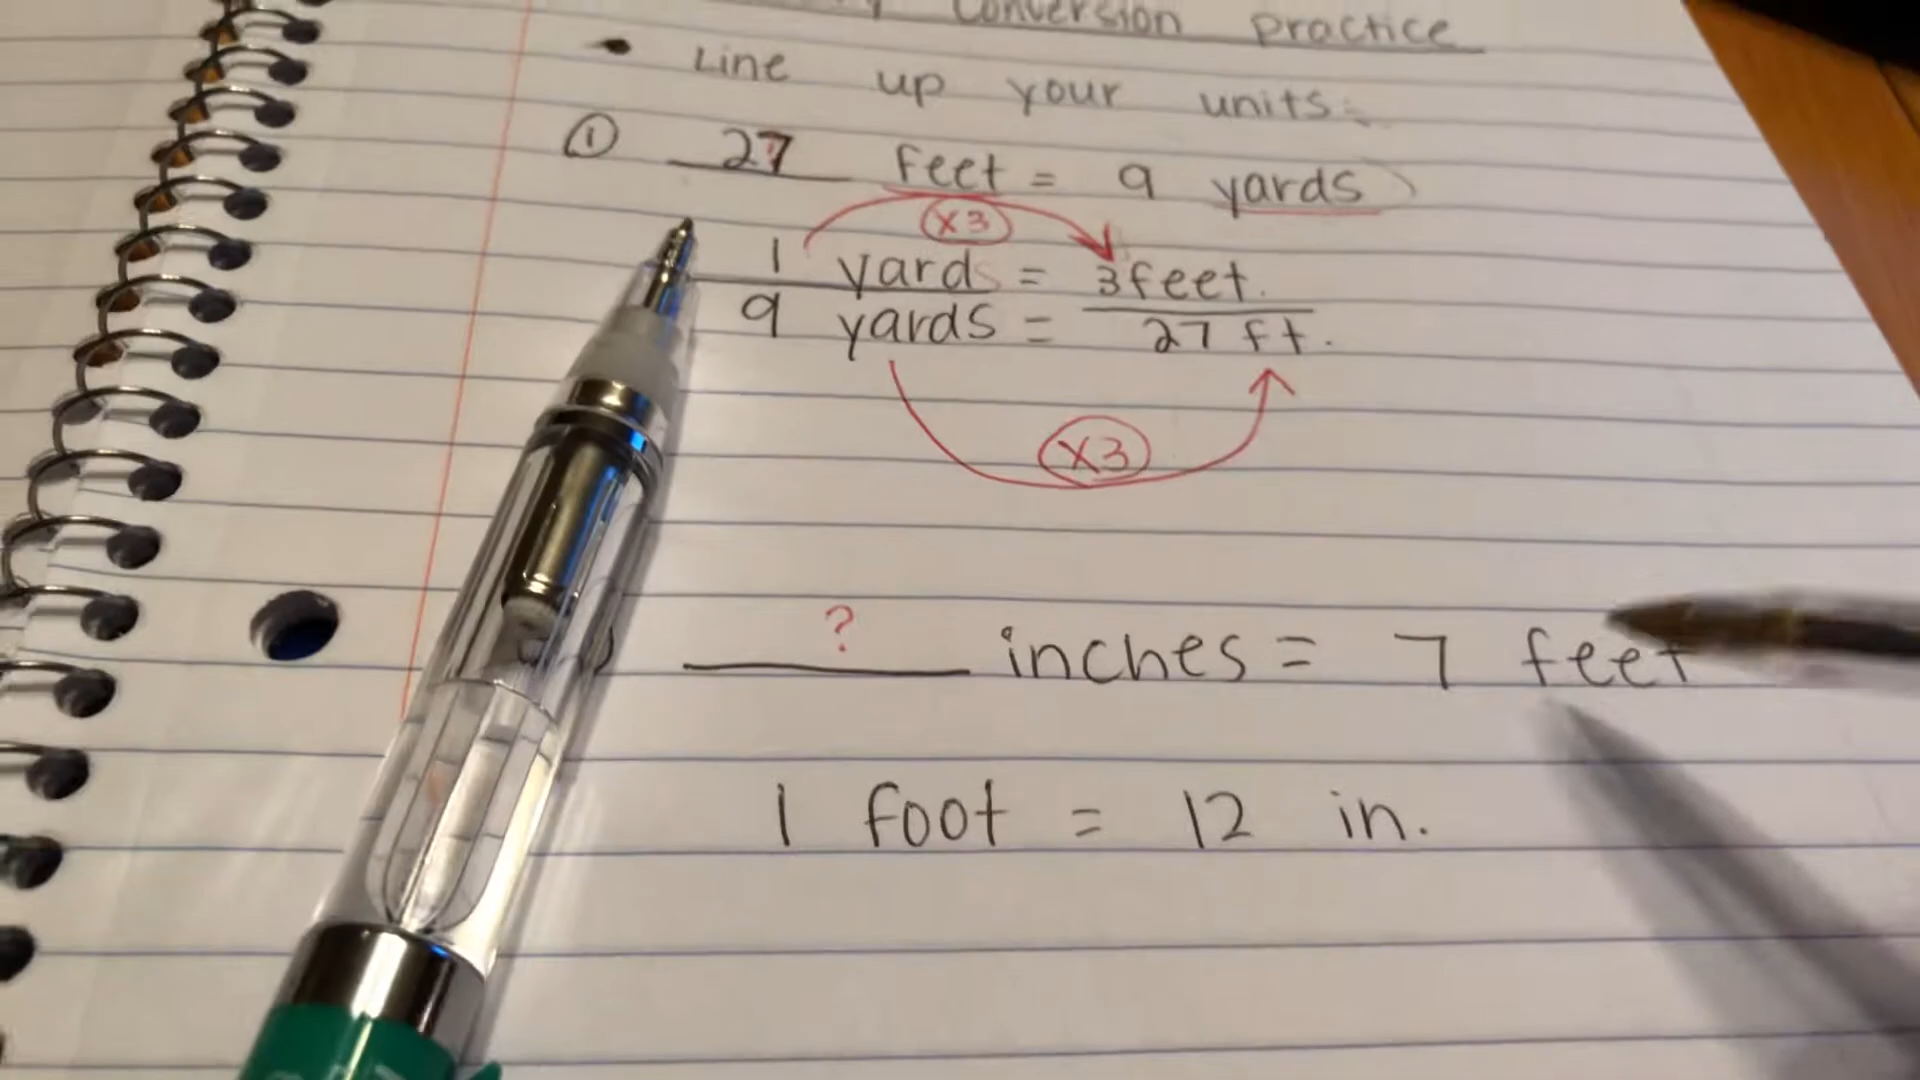 Conversion practice
• Line up your units:
① 27 feet = 9 yards
x3
1 yard = 3 feet.
9 yards = 27 ft.
x3
? inches = 7 feet
1 foot = 12 in.